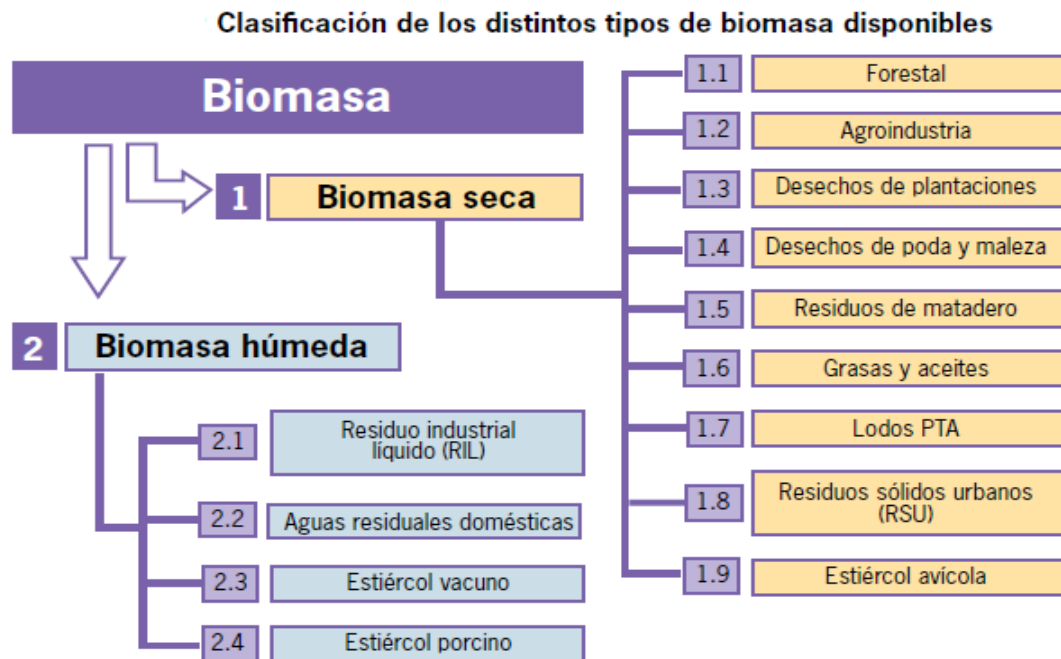 Clasificación de los distintos tipos de biomasa disponibles
Biomasa
1 Biomasa seca
1.1 Forestal
1.2 Agroindustria
1.3 Desechos de plantaciones
1.4 Desechos de poda y maleza
1.5 Residuos de matadero
1.6 Grasas y aceites
1.7 Lodos PTA
1.8 Residuos sólidos urbanos
(RSU)
1.9 Estiércol avícola
2 Biomasa húmeda
2.1 Residuo industrial
líquido (RIL)
2.2 Aguas residuales domésticas
2.3 Estiércol vacuno
2.4 Estiércol porcino